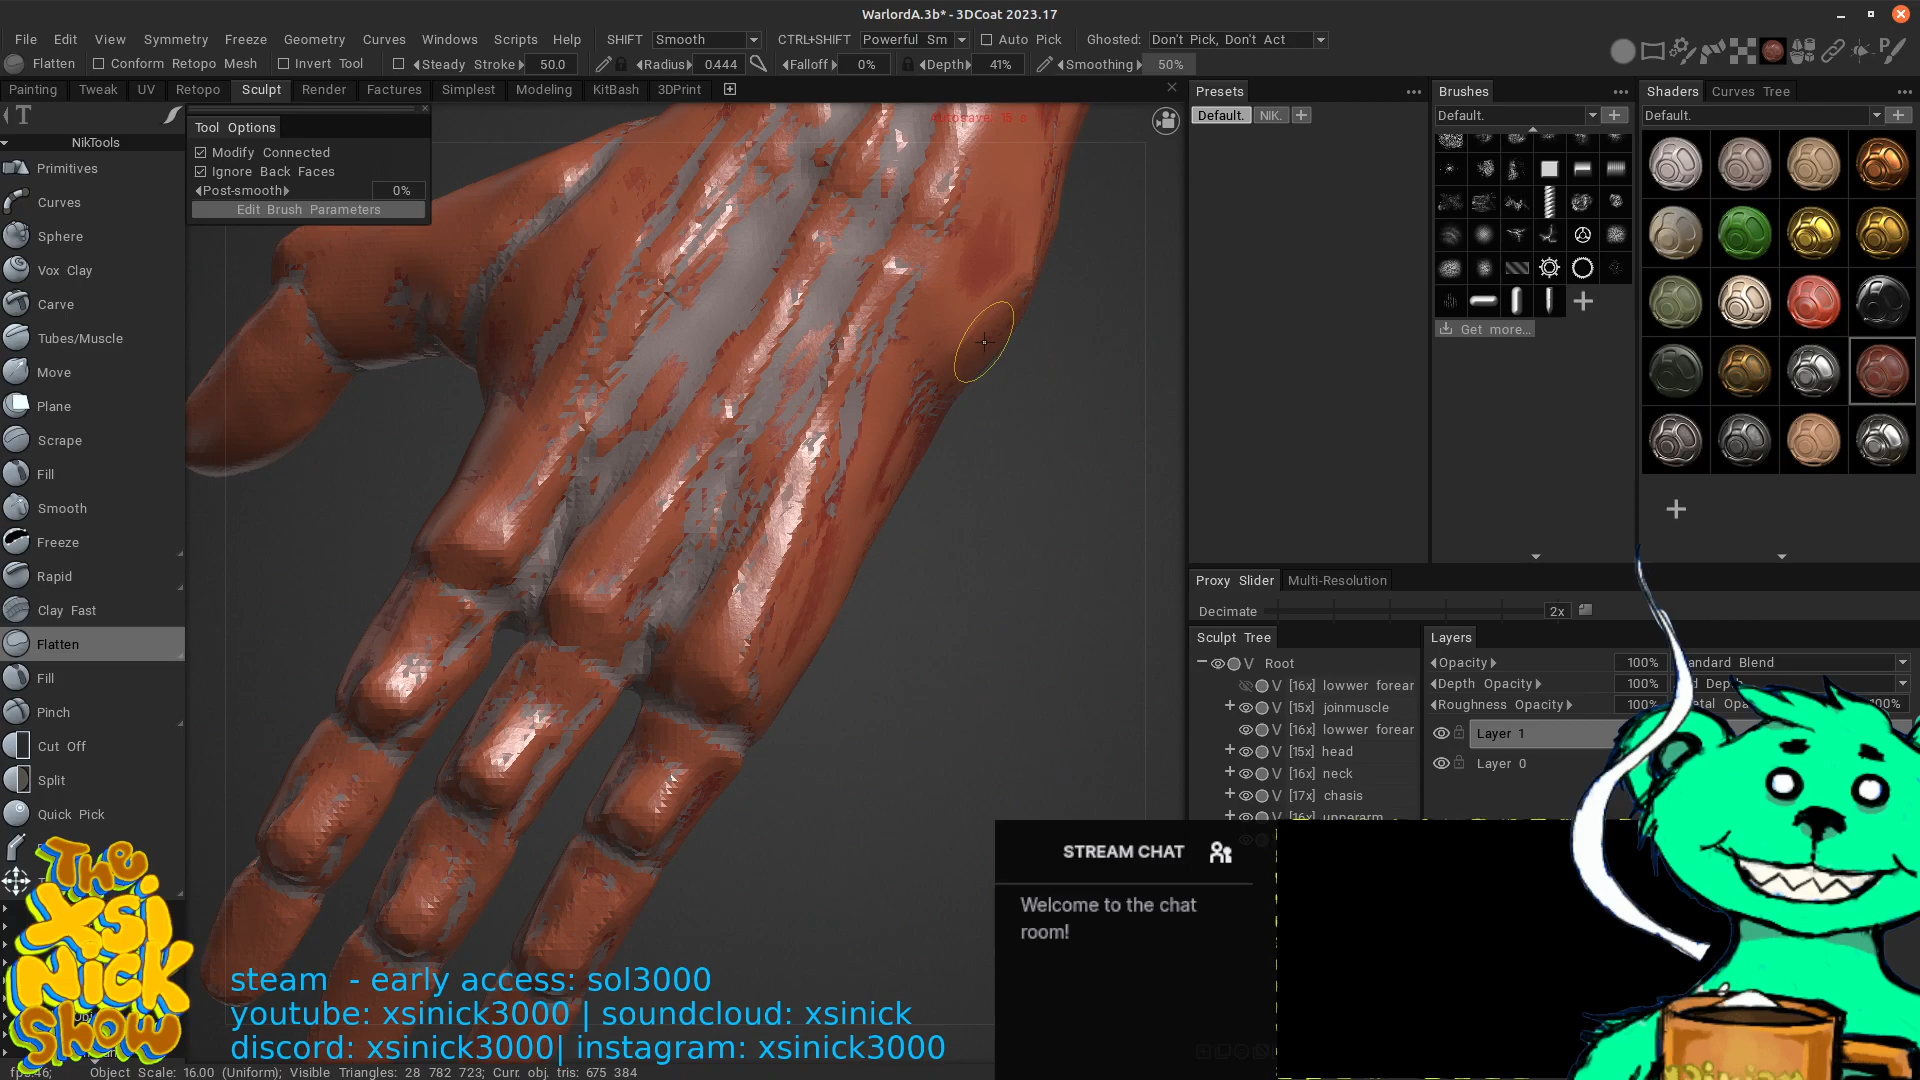 WarlordA.3b* - 3DCoat 2023.17
File Edit View Symmetry Freeze Geometry Curves Windows Scripts Help SHIFT Smooth CTRL+SHIFT Powerful Sm Auto Pick Ghosted: Don't Pick, Don't Act
Flatten Conform Retopo Mesh Invert Tool Steady Stroke 50.0 Radius 0.444 Falloff 0% Depth 41% Smoothing 50%
Painting Tweak UV Retopo Sculpt Render Factures Simplest Modeling KitBash 3DPrint
Presets
Brushes
Shaders Curves Tree
Default. NIK.
Default.
Default.
Autosave: 15 s
T
NikTools
Primitives
Curves
Sphere
Vox Clay
Carve
Tubes/Muscle
Move
Plane
Scrape
Fill
Smooth
Freeze
Rapid
Clay Fast
Flatten
Fill
Pinch
Cut Off
Split
Quick Pick
Tool Options
Modify Connected
Ignore Back Faces
Post-smooth 0%
Edit Brush Parameters
Get more...
Proxy Slider Multi-Resolution
Decimate 2x
Sculpt Tree
Root
V [16x] lowwer forear
V [15x] joinmuscle
V [16x] lowwer forear
V [15x] head
V [16x] neck
V [17x] chasis
V [16x] upperarm
Layers
Opacity 100% andard Blend
Depth Opacity 100%
Roughness Opacity 100% 100%
Layer 1
Layer 0
STREAM CHAT
Welcome to the chat
room!
The
XSI
Nick
Show
steam - early access: sol3000
youtube: xsinick3000 | soundcloud: xsinick
discord: xsinick3000| instagram: xsinick3000
Object Scale: 16.00 (Uniform); Visible Triangles: 28 782 723; Curr. obj. tris: 675 384